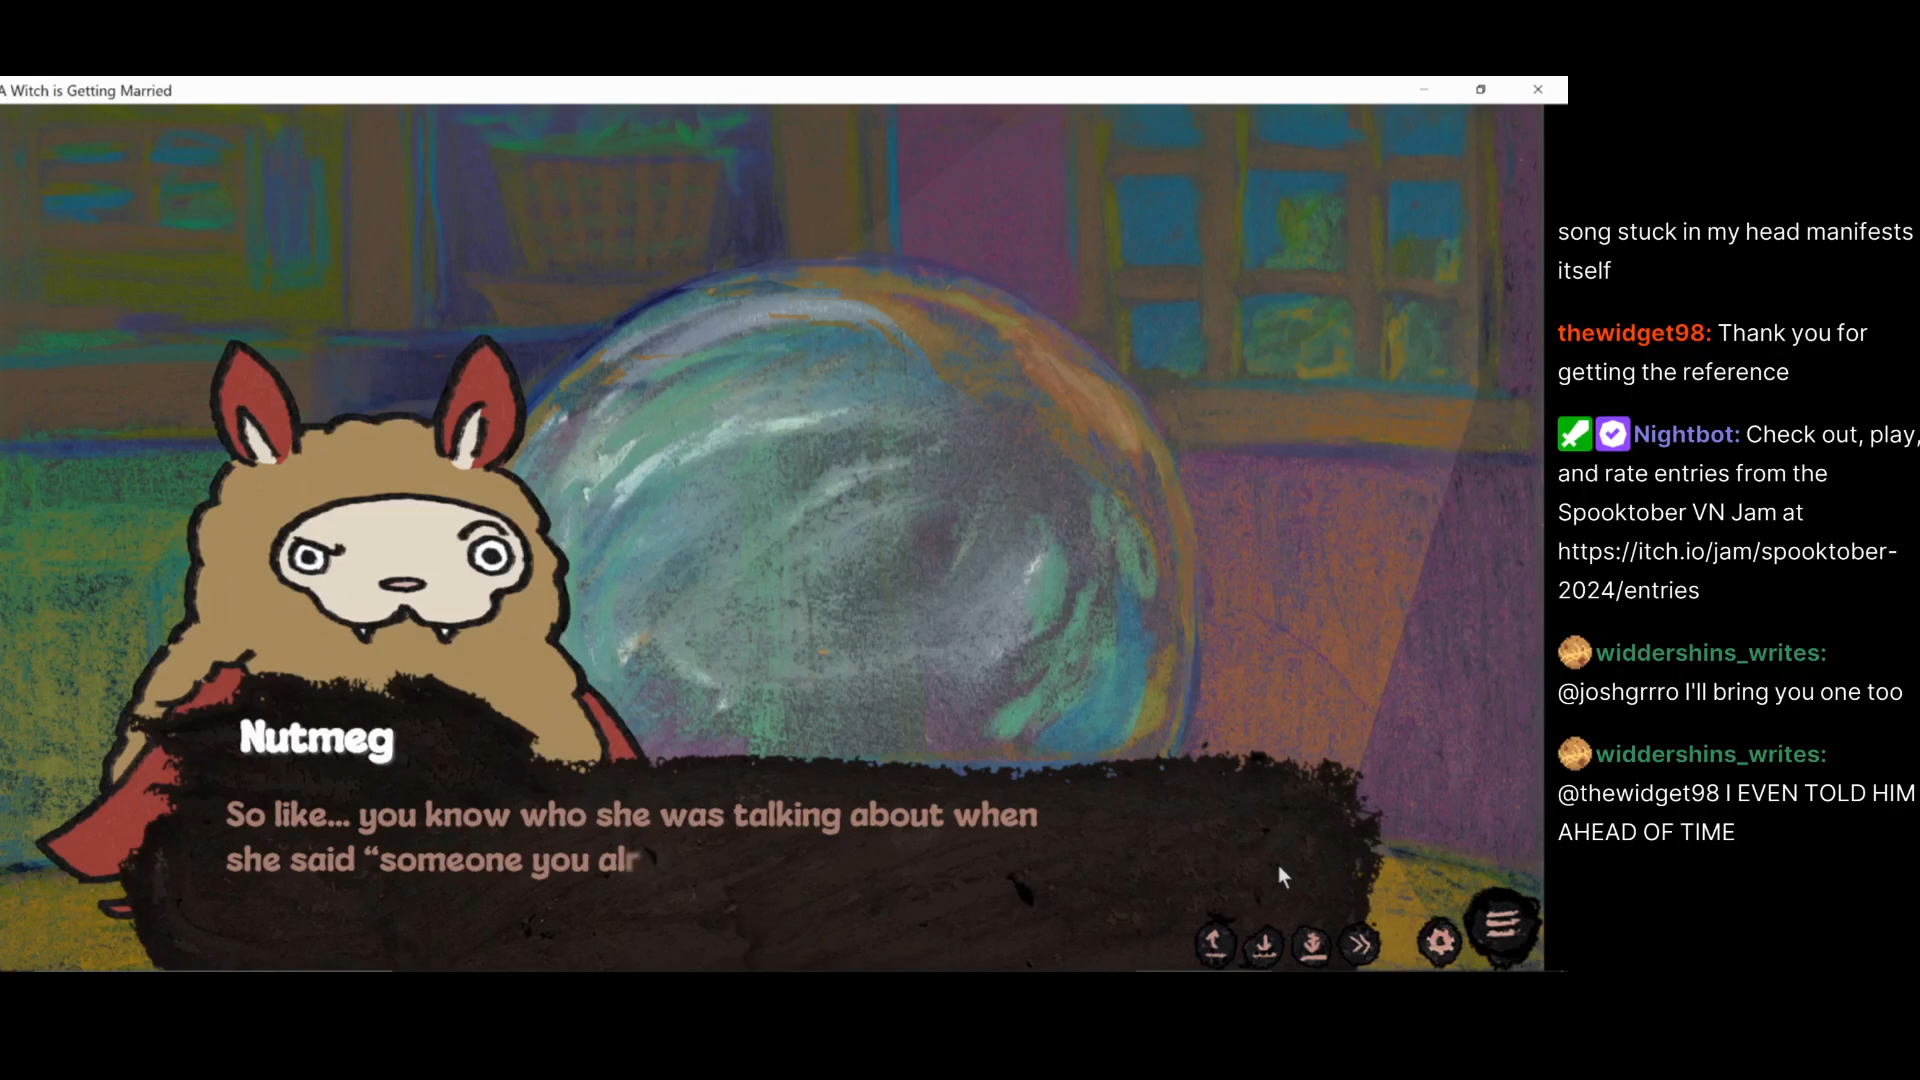 A Witch is Getting Married
song stuck in my head manifests
itself
thewidget98: Thank you for
getting the reference
Nightbot: Check out, play,
and rate entries from the
Spooktober VN Jam at
https://itch.io/jam/spooktober-
2024/entries
widdershins_writes:
@joshgrrro I'll bring you one too
widdershins_writes:
@thewidget98 I EVEN TOLD HIM
AHEAD OF TIME
Nutmeg
So like... you know who she was talking about when
she said “someone you alr